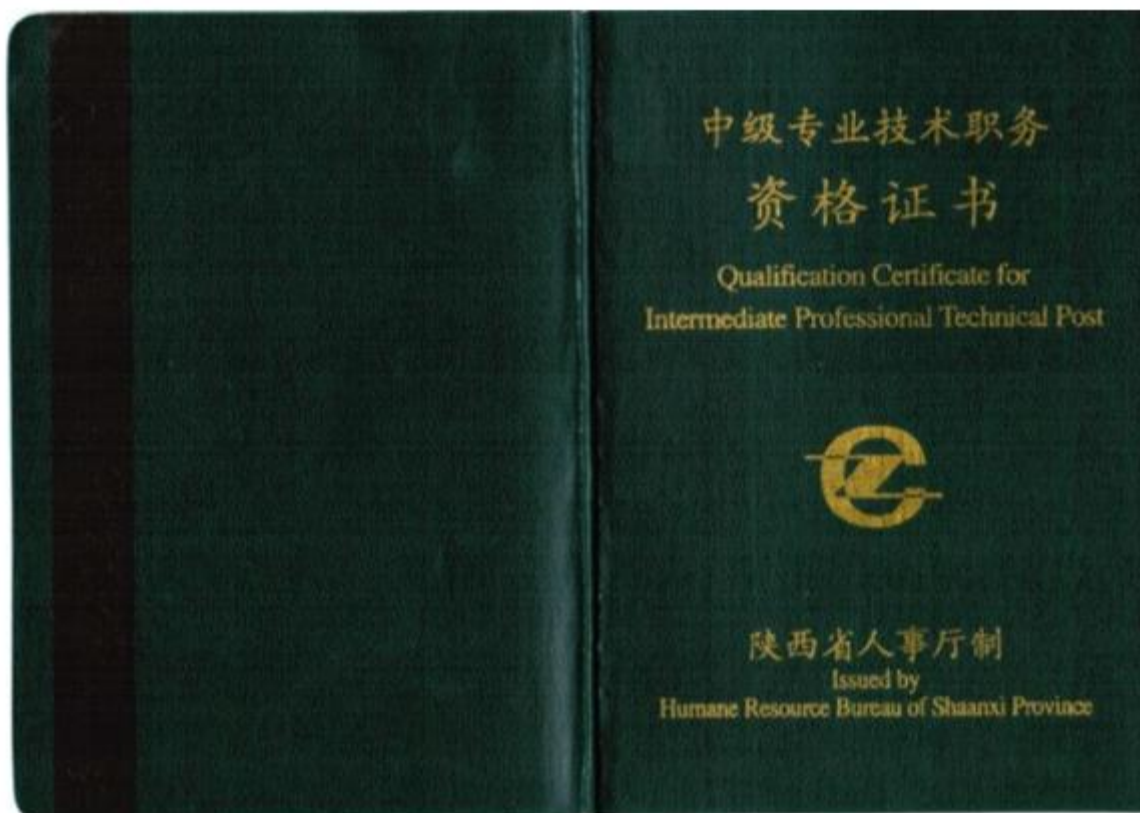 中级专业技术职务
资格证书
Qualification Certificate for
Intermediate Professional Technical Post
陕西省人事厅制
Issued by
Humane Resource Bureau of Shaanxi Province